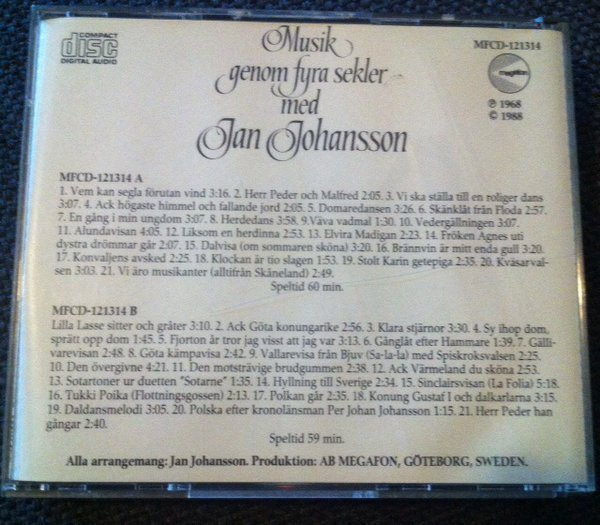 COMPACT
disc
DIGITAL AUDIO
Musik
genom fyra sekler
med
Jan Johansson
MFCD-121314
megafon
℗ 1968
© 1988
MFCD-121314 A
1. Vem kan segla förutan vind 3:16. 2. Herr Peder och Malfred 2:05. 3. Vi ska ställa till en roliger dans
3:07. 4. Ack högaste himmel och fallande jord 2:05. 5. Domaredansen 3:26. 6. Skänklåt från Floda 2:57.
7. En gång i min ungdom 3:07. 8. Herdedans 3:58. 9.Väva vadmal 1:30. 10. Vedergällningen 3:07.
11. Alundavisan 4:05. 12. Liksom en herdinna 2:53. 13. Elvira Madigan 2:23. 14. Fröken Agnes uti
dystra drömmar går 2:07. 15. Dalvisa (om sommaren sköna) 3:20. 16. Brännvin är mitt enda gull 3:20.
17. Konvaljens avsked 2:25. 18. Klockan är tio slagen 1:53. 19. Stolt Karin getepiga 2:35. 20. Kväsarval-
sen 3:03. 21. Vi äro musikanter (alltifrån Skåneland) 2:49.
Speltid 60 min.
MFCD-121314 B
Lilla Lasse sitter och gråter 3:10. 2. Ack Göta konungarike 2:56. 3. Klara stjärnor 3:30. 4. Sy ihop dom,
sprätt opp dom 1:45. 5. Fjorton år tror jag visst att jag var 3:13. 6. Gånglåt efter Hammare 1:39. 7. Gälli-
varevisan 2:48. 8. Göta kämpavisa 2:42. 9. Vallarevisa från Bjuv (Sa-la-la) med Spiskroksvalsen 2:25.
10. Den övergivne 4:21. 11. Den motsträvige brudgummen 2:38. 12. Ack Värmeland du sköna 2:53.
13. Sotartoner ur duetten "Sotarne" 1:35. 14. Hyllning till Sverige 2:34. 15. Sinclairsvisan (La Folia) 5:18.
16. Tukki Poika (Flottningsgossen) 2:13. 17. Polkan går 2:35. 18. Konung Gustaf I och dalkarlarna 3:15.
19. Daldansmelodi 3:05. 20. Polska efter kronolänsman Per Johan Johansson 1:15. 21. Herr Peder han
gångar 2:40.
Speltid 59 min.
Alla arrangemang: Jan Johansson. Produktion: AB MEGAFON, GÖTEBORG, SWEDEN.